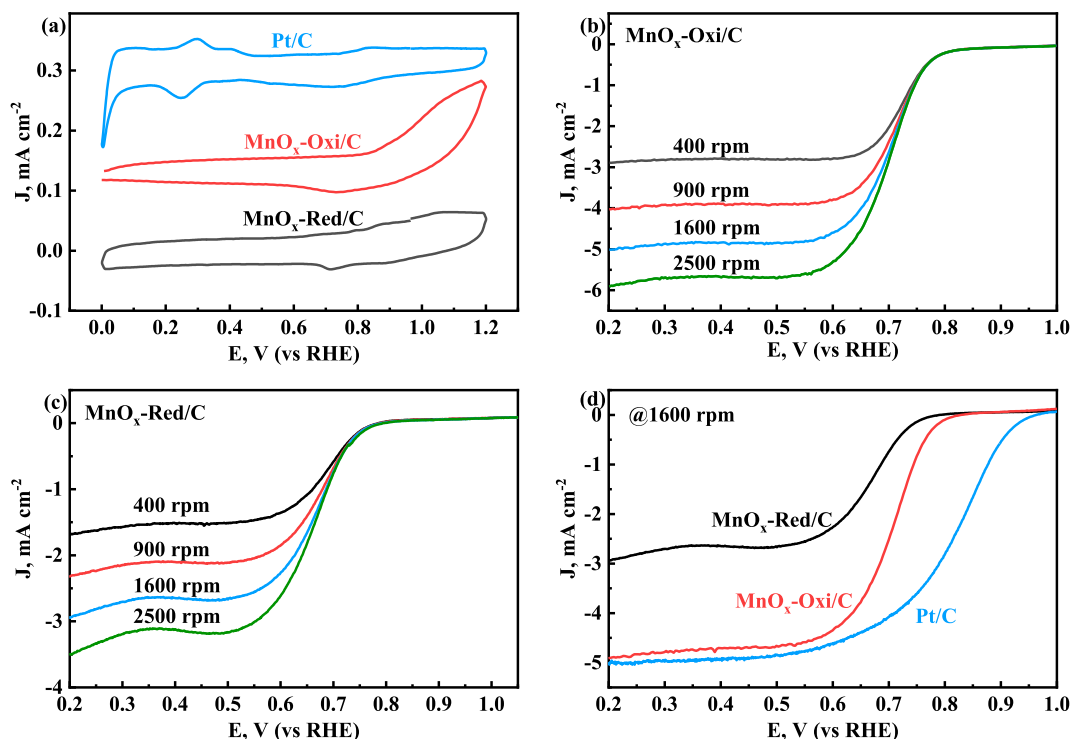 (a)
Pt/C
MnOₓ-Oxi/C
MnOₓ-Red/C
J, mA cm⁻²
0.3
0.2
0.1
0.0
-0.1
0.0 0.2 0.4 0.6 0.8 1.0 1.2
E, V (vs RHE)
(b) MnOₓ-Oxi/C
400 rpm
900 rpm
1600 rpm
2500 rpm
J, mA cm⁻²
0
-1
-2
-3
-4
-5
-6
0.2 0.3 0.4 0.5 0.6 0.7 0.8 0.9 1.0
E, V (vs RHE)
(c)
MnOₓ-Red/C
400 rpm
900 rpm
1600 rpm
2500 rpm
J, mA cm⁻²
0
-1
-2
-3
-4
0.2 0.3 0.4 0.5 0.6 0.7 0.8 0.9 1.0
E, V (vs RHE)
(d)
@1600 rpm
MnOₓ-Red/C
MnOₓ-Oxi/C
Pt/C
J, mA cm⁻²
0
-1
-2
-3
-4
-5
0.2 0.3 0.4 0.5 0.6 0.7 0.8 0.9 1.0
E, V (vs RHE)